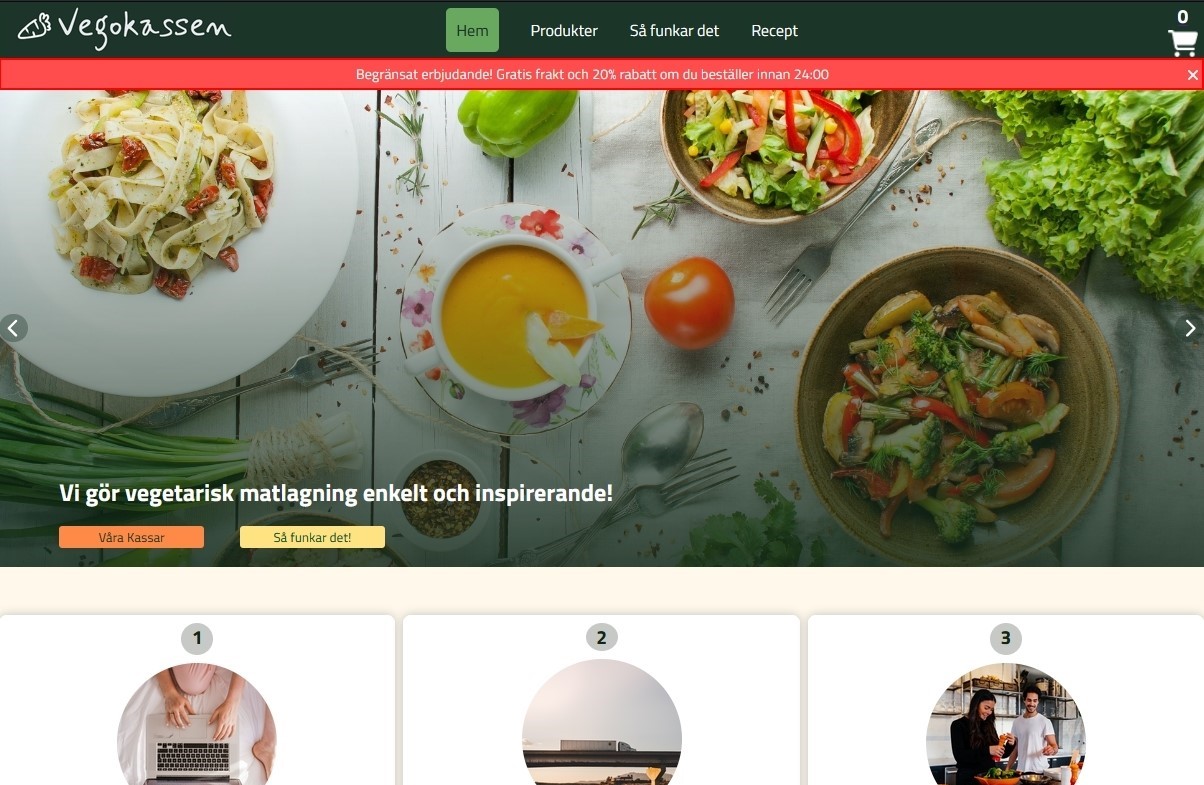 Vegokassen
Hem
Produkter
Så funkar det
Recept
0
Begränsat erbjudande! Gratis frakt och 20% rabatt om du beställer innan 24:00
Vi gör vegetarisk matlagning enkelt och inspirerande!
Våra Kassar
Så funkar det!
1
2
3